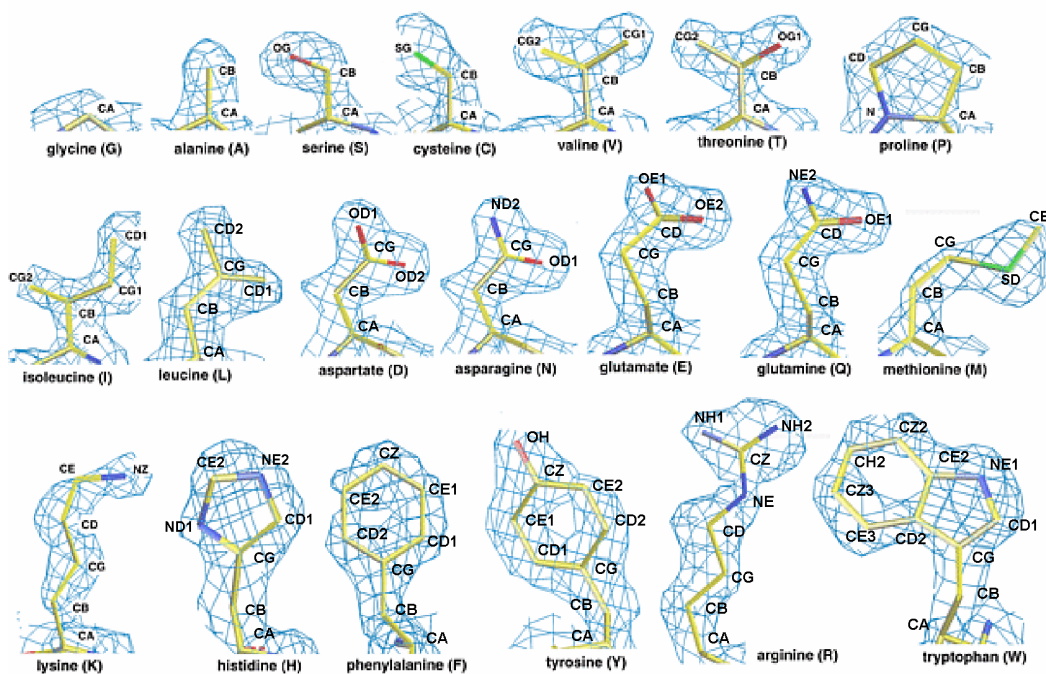 OG SG CG2 CG1 CG2 OG1 CG
CB CB CB CB CB CD CB
CA CA CA CA CA CA N CA
glycine (G) alanine (A) serine (S) cysteine (C) valine (V) threonine (T) proline (P)
CD1 CD2 OD1 ND2 OE1 OE2 NE2 OE1 CE
CG2 CG1 CG CD1 CG OD2 CG OD1 CD CG CD CG CG SD
CB CB CB CB CB CB CB
CA CA CA CA CA CA CA
isoleucine (I) leucine (L) aspartate (D) asparagine (N) glutamate (E) glutamine (Q) methionine (M)
CE NZ CE2 NE2 CZ OH NH1 NH2 CZ2
CD ND1 CD1 CE2 CE1 CZ CE2 CZ CH2 CE2 NE1
CG CG CD2 CD1 CE1 CD2 NE CZ3 CD1
CB CB CG CD1 CD CE3 CD2 CG
CA CA CB CB CG CB CB
CA CA CA CA
lysine (K) histidine (H) phenylalanine (F) tyrosine (Y) arginine (R) tryptophan (W)